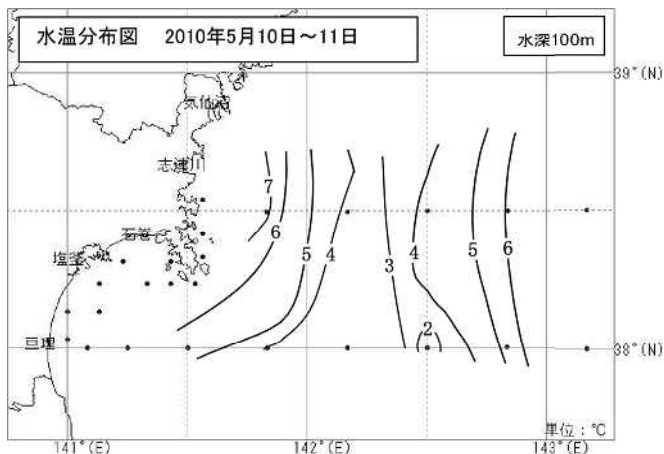 水温分布図　2010年5月10日～11日
水深100m
39°(N)
気仙沼
志津川
7
6
5
4
3
4
5
6
石巻
塩釜
2
亘理
38°(N)
単位：℃
141°(E)
142°(E)
143°(E)